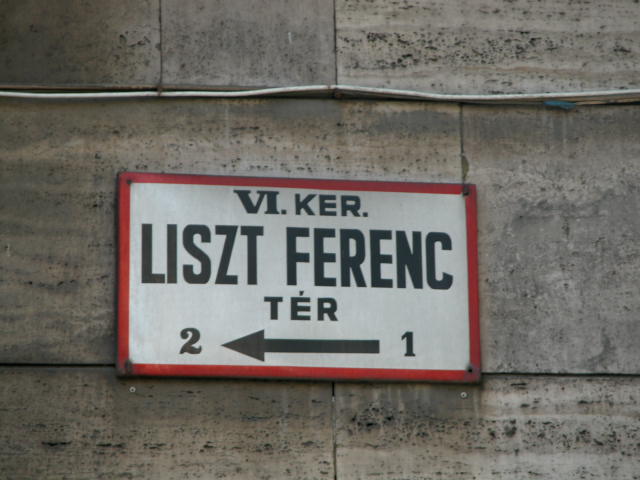 VI. KER.
LISZT FERENC
TÉR
2 ← 1